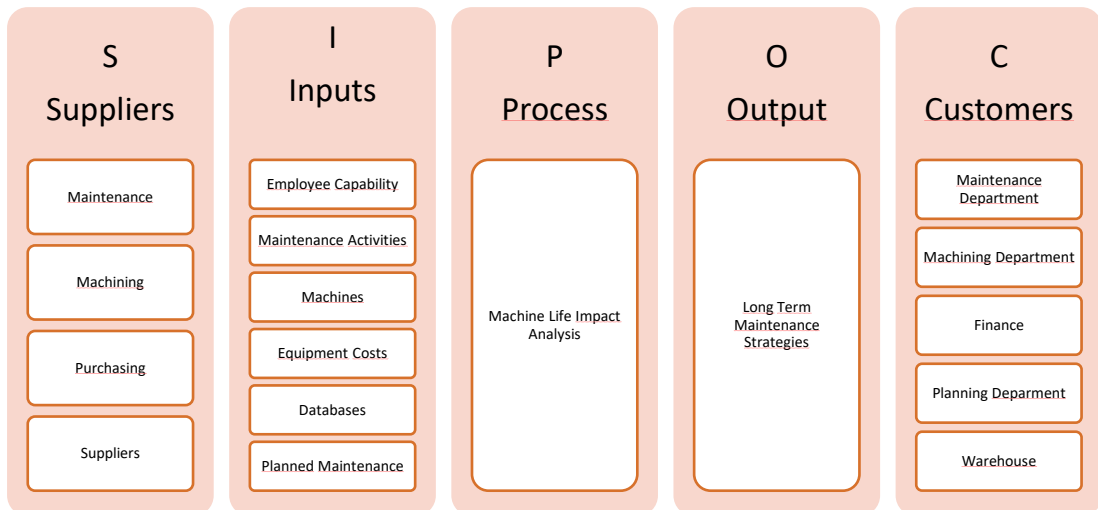 S
Suppliers
Maintenance
Machining
Purchasing
Suppliers
I
Inputs
Employee Capability
Maintenance Activities
Machines
Equipment Costs
Databases
Planned Maintenance
P
Process
Machine Life Impact
Analysis
O
Output
Long Term
Maintenance
Strategies
C
Customers
Maintenance
Department
Machining Department
Finance
Planning Deparment
Warehouse